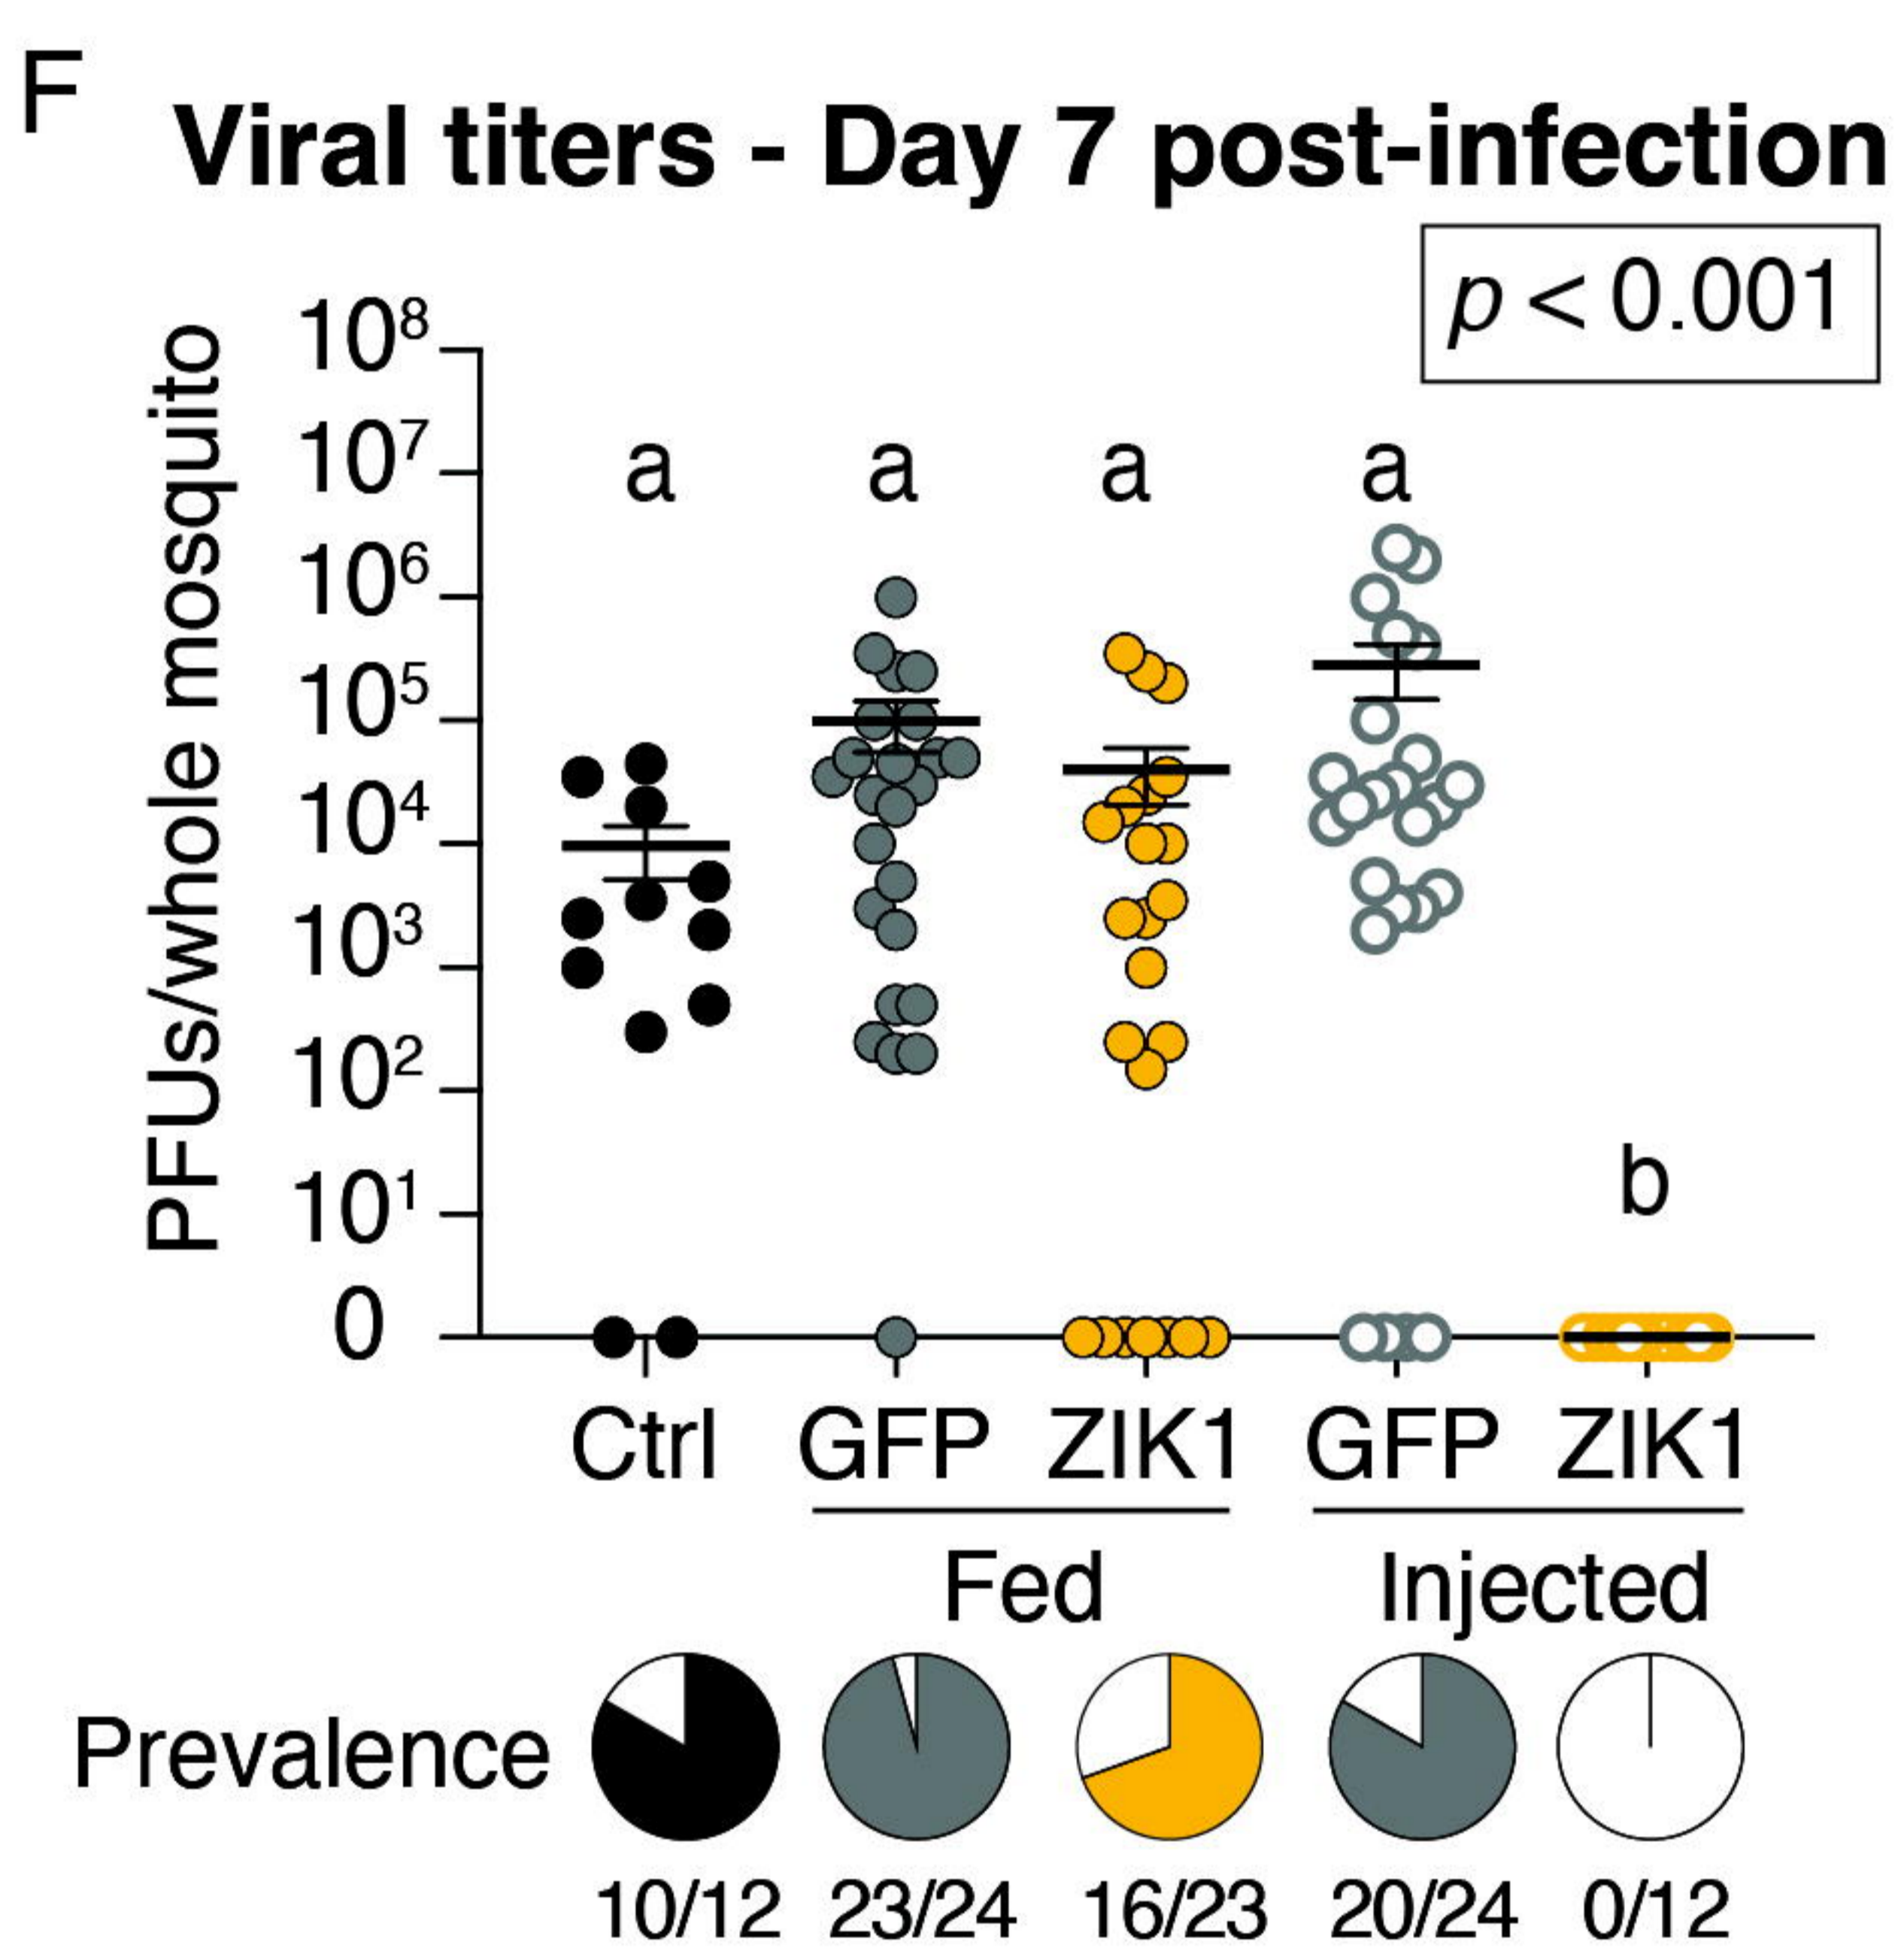 F
Viral titers - Day 7 post-infection
p < 0.001
PFUs/whole mosquito
10⁸
10⁷
10⁶
10⁵
10⁴
10³
10²
10¹
0
a a a a
b
Ctrl GFP ZIK1 GFP ZIK1
Fed Injected
Prevalence
10/12 23/24 16/23 20/24 0/12